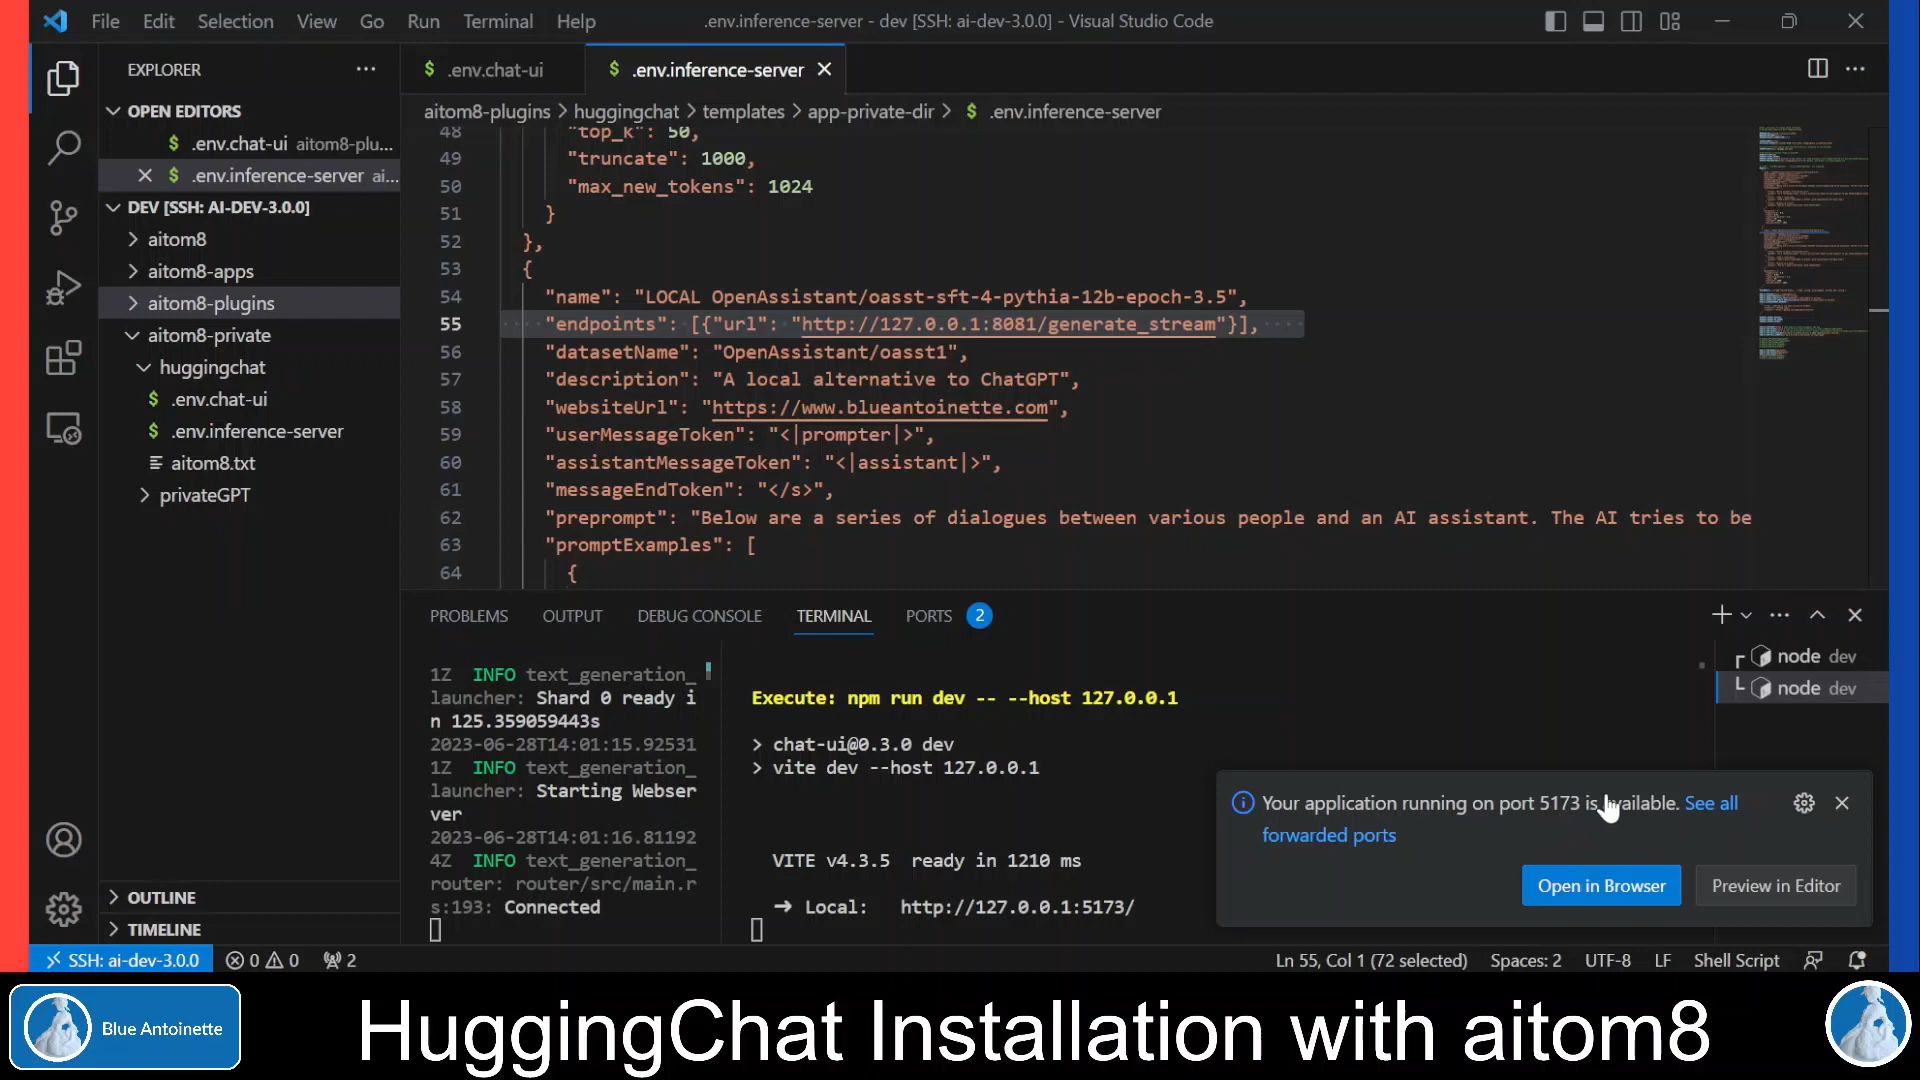 File Edit Selection View Go Run Terminal Help .env.inference-server - dev [SSH: ai-dev-3.0.0] - Visual Studio Code
EXPLORER
OPEN EDITORS
$ .env.chat-ui aitom8-plu...
$ .env.inference-server ai...
DEV [SSH: AI-DEV-3.0.0]
aitom8
aitom8-apps
aitom8-plugins
aitom8-private
huggingchat
$ .env.chat-ui
$ .env.inference-server
aitom8.txt
privateGPT
OUTLINE
TIMELINE
$ .env.chat-ui
$ .env.inference-server
aitom8-plugins > huggingchat > templates > app-private-dir > $ .env.inference-server
48 "top_k": 50,
49 "truncate": 1000,
50 "max_new_tokens": 1024
51 }
52 },
53 {
54 "name": "LOCAL OpenAssistant/oasst-sft-4-pythia-12b-epoch-3.5",
55 "endpoints": [{"url": "http://127.0.0.1:8081/generate_stream"}],
56 "datasetName": "OpenAssistant/oasst1",
57 "description": "A local alternative to ChatGPT",
58 "websiteUrl": "https://www.blueantoinette.com",
59 "userMessageToken": "<|prompter|>",
60 "assistantMessageToken": "<|assistant|>",
61 "messageEndToken": "</s>",
62 "preprompt": "Below are a series of dialogues between various people and an AI assistant. The AI tries to be
63 "promptExamples": [
64 {
PROBLEMS OUTPUT DEBUG CONSOLE TERMINAL PORTS 2
1Z INFO text_generation_
launcher: Shard 0 ready i
n 125.359059443s
2023-06-28T14:01:15.92531
1Z INFO text_generation_
launcher: Starting Webser
ver
2023-06-28T14:01:16.81192
4Z INFO text_generation_
router: router/src/main.r
s:193: Connected
Execute: npm run dev -- --host 127.0.0.1
> chat-ui@0.3.0 dev
> vite dev --host 127.0.0.1
VITE v4.3.5 ready in 1210 ms
➜ Local: http://127.0.0.1:5173/
node dev
node dev
Your application running on port 5173 is available. See all
forwarded ports
Open in Browser
Preview in Editor
SSH: ai-dev-3.0.0 0 0 2 Ln 55, Col 1 (72 selected) Spaces: 2 UTF-8 LF Shell Script
Blue Antoinette
HuggingChat Installation with aitom8